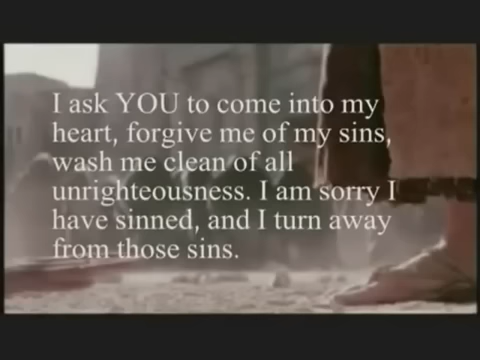 I ask YOU to come into my
heart, forgive me of my sins,
wash me clean of all
unrighteousness. I am sorry I
have sinned, and I turn away
from those sins.